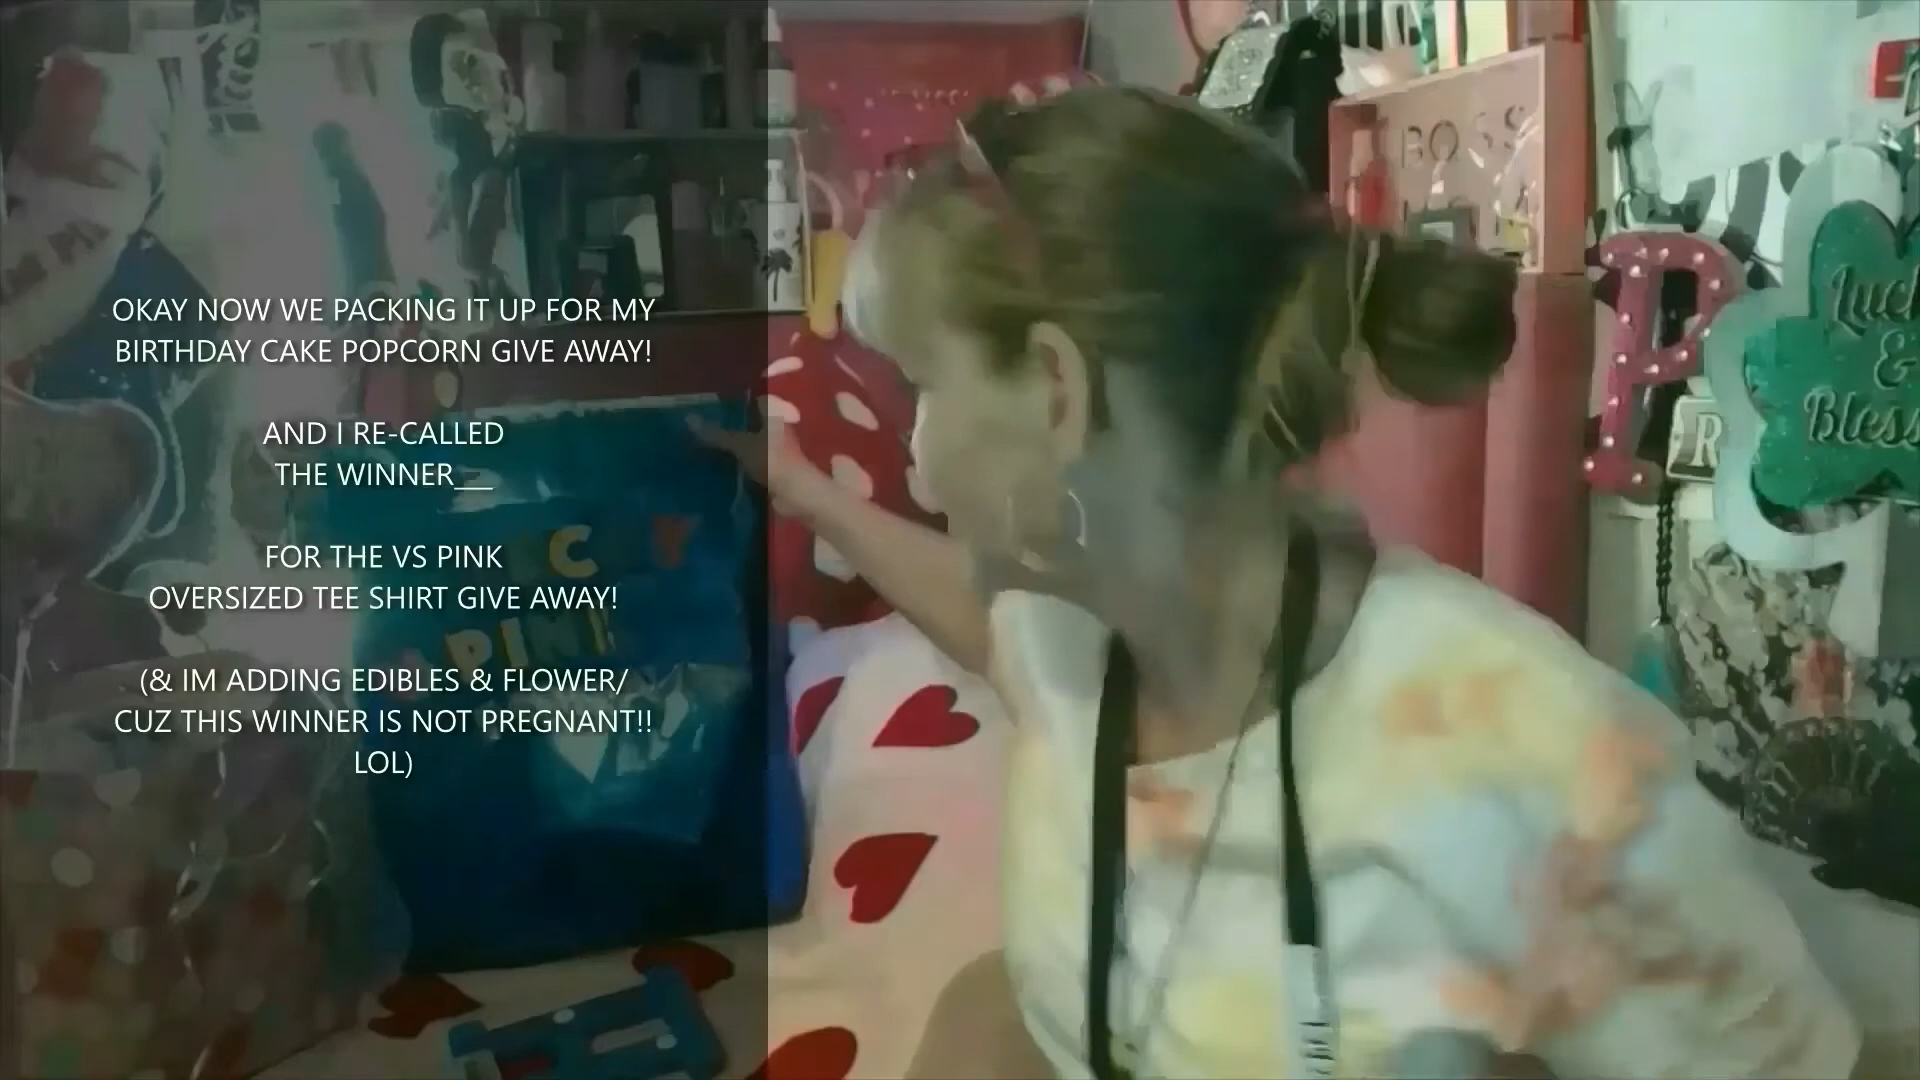 OKAY NOW WE PACKING IT UP FOR MY
BIRTHDAY CAKE POPCORN GIVE AWAY!
AND I RE-CALLED
THE WINNER___
FOR THE VS PINK
OVERSIZED TEE SHIRT GIVE AWAY!
(& IM ADDING EDIBLES & FLOWER/
CUZ THIS WINNER IS NOT PREGNANT!!
LOL)
PINK
BOSS
P
R
Luck
&
Bless